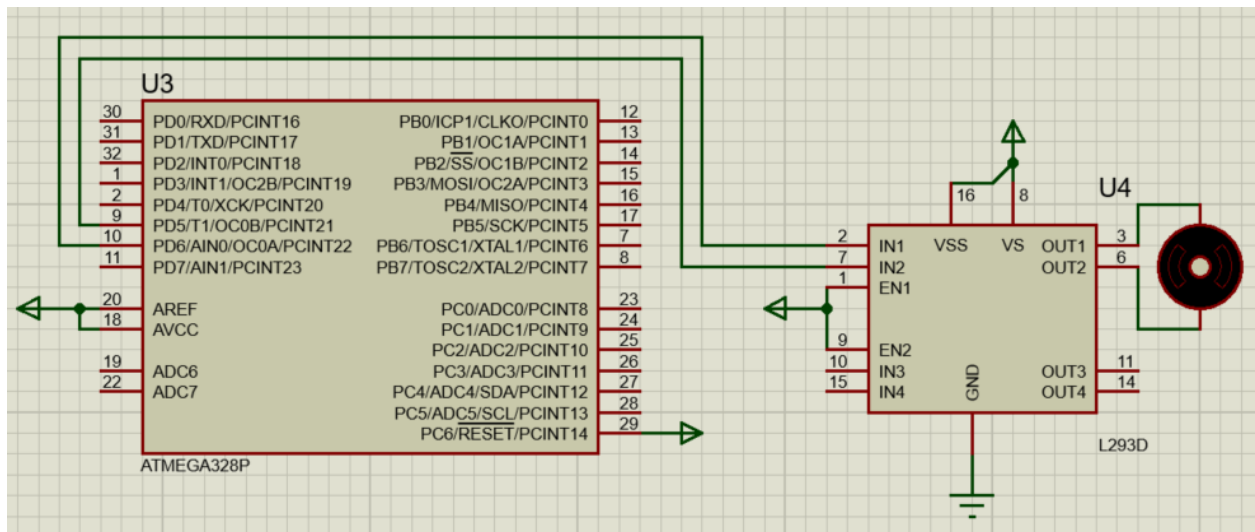 U3
30 PD0/RXD/PCINT16 PB0/ICP1/CLKO/PCINT0 12
31 PD1/TXD/PCINT17 PB1/OC1A/PCINT1 13
32 PD2/INT0/PCINT18 PB2/SS/OC1B/PCINT2 14
1 PD3/INT1/OC2B/PCINT19 PB3/MOSI/OC2A/PCINT3 15
2 PD4/T0/XCK/PCINT20 PB4/MISO/PCINT4 16
9 PD5/T1/OC0B/PCINT21 PB5/SCK/PCINT5 17
10 PD6/AIN0/OC0A/PCINT22 PB6/TOSC1/XTAL1/PCINT6 7
11 PD7/AIN1/PCINT23 PB7/TOSC2/XTAL2/PCINT7 8
20 AREF PC0/ADC0/PCINT8 23
18 AVCC PC1/ADC1/PCINT9 24
PC2/ADC2/PCINT10 25
19 ADC6 PC3/ADC3/PCINT11 26
22 ADC7 PC4/ADC4/SDA/PCINT12 27
PC5/ADC5/SCL/PCINT13 28
PC6/RESET/PCINT14 29
ATMEGA328P
U4
16 8
2 IN1 VSS VS OUT1 3
7 IN2 OUT2 6
1 EN1
9 EN2
10 IN3 OUT3 11
15 IN4 GND OUT4 14
L293D